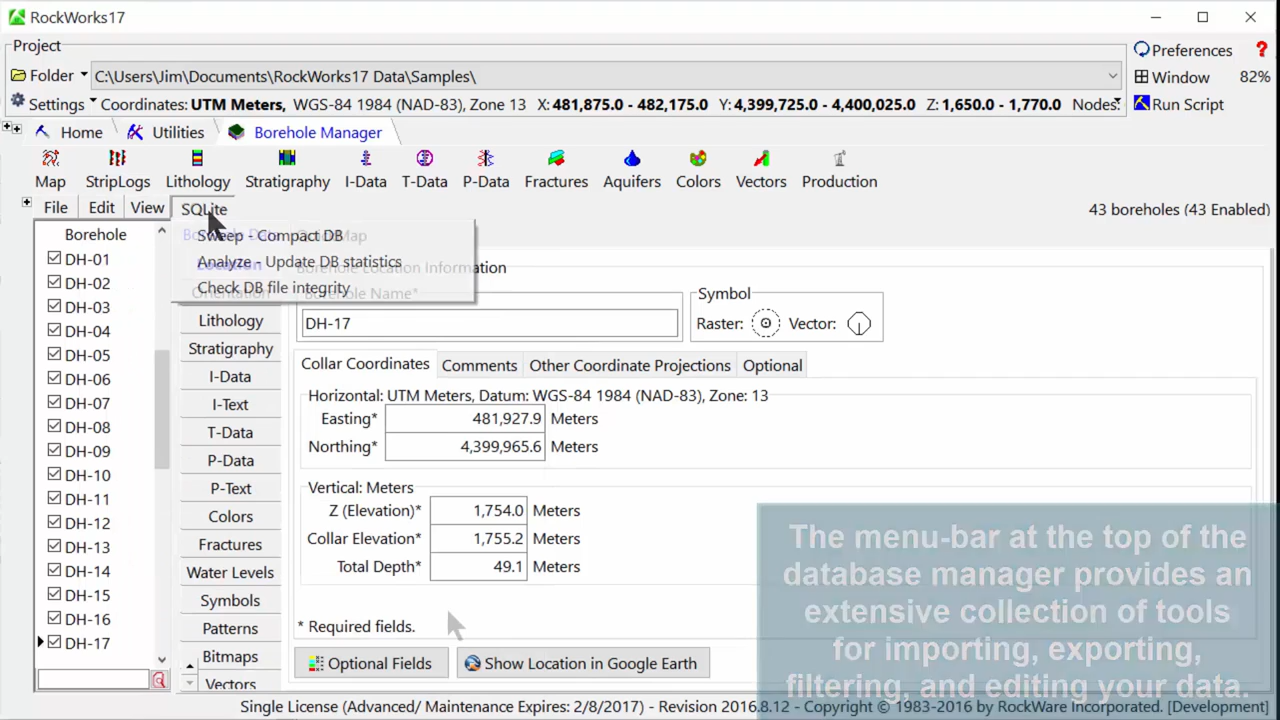 RockWorks17
Project
Folder C:\Users\Jim\Documents\RockWorks17 Data\Samples\
Preferences ?
Window 82%
Settings Coordinates: UTM Meters, WGS-84 1984 (NAD-83), Zone 13 X: 481,875.0 - 482,175.0 Y: 4,399,725.0 - 4,400,025.0 Z: 1,650.0 - 1,770.0 Nodes:
Run Script
Home Utilities Borehole Manager
Map StripLogs Lithology Stratigraphy I-Data T-Data P-Data Fractures Aquifers Colors Vectors Production
File Edit View SQLite 43 boreholes (43 Enabled)
Sweep - Compact DB
Analyze - Update DB statistics
Check DB file integrity
Borehole
DH-01
DH-02
DH-03
DH-04
DH-05
DH-06
DH-07
DH-08
DH-09
DH-10
DH-11
DH-12
DH-13
DH-14
DH-15
DH-16
DH-17
Location
Orientation
Lithology
Stratigraphy
I-Data
I-Text
T-Data
P-Data
P-Text
Colors
Fractures
Water Levels
Symbols
Patterns
Bitmaps
Vectors
Borehole Location Information
Borehole Name*
DH-17
Symbol
Raster: Vector:
Collar Coordinates Comments Other Coordinate Projections Optional
Horizontal: UTM Meters, Datum: WGS-84 1984 (NAD-83), Zone: 13
Easting* 481,927.9 Meters
Northing* 4,399,965.6 Meters
Vertical: Meters
Z (Elevation)* 1,754.0 Meters
Collar Elevation* 1,755.2 Meters
Total Depth* 49.1 Meters
* Required fields.
Optional Fields Show Location in Google Earth
The menu-bar at the top of the
database manager provides an
extensive collection of tools
for importing, exporting,
filtering, and editing your data.
Single License (Advanced/ Maintenance Expires: 2/8/2017) - Revision 2016.8.12 - Copyright © 1983-2016 by RockWare Incorporated. [Development]